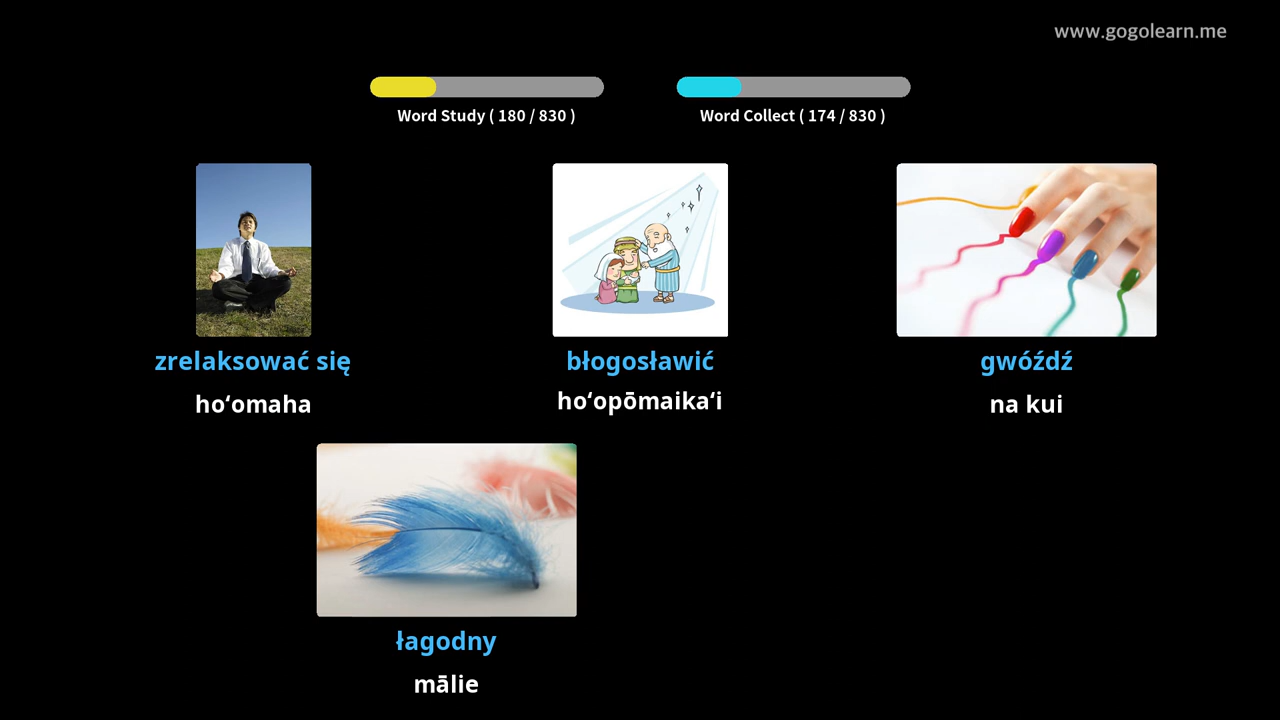 www.gogolearn.me
Word Study ( 180 / 830 )
Word Collect ( 174 / 830 )
zrelaksować się
hoʻomaha
błogosławić
hoʻopōmaikaʻi
gwóźdź
na kui
łagodny
mālie